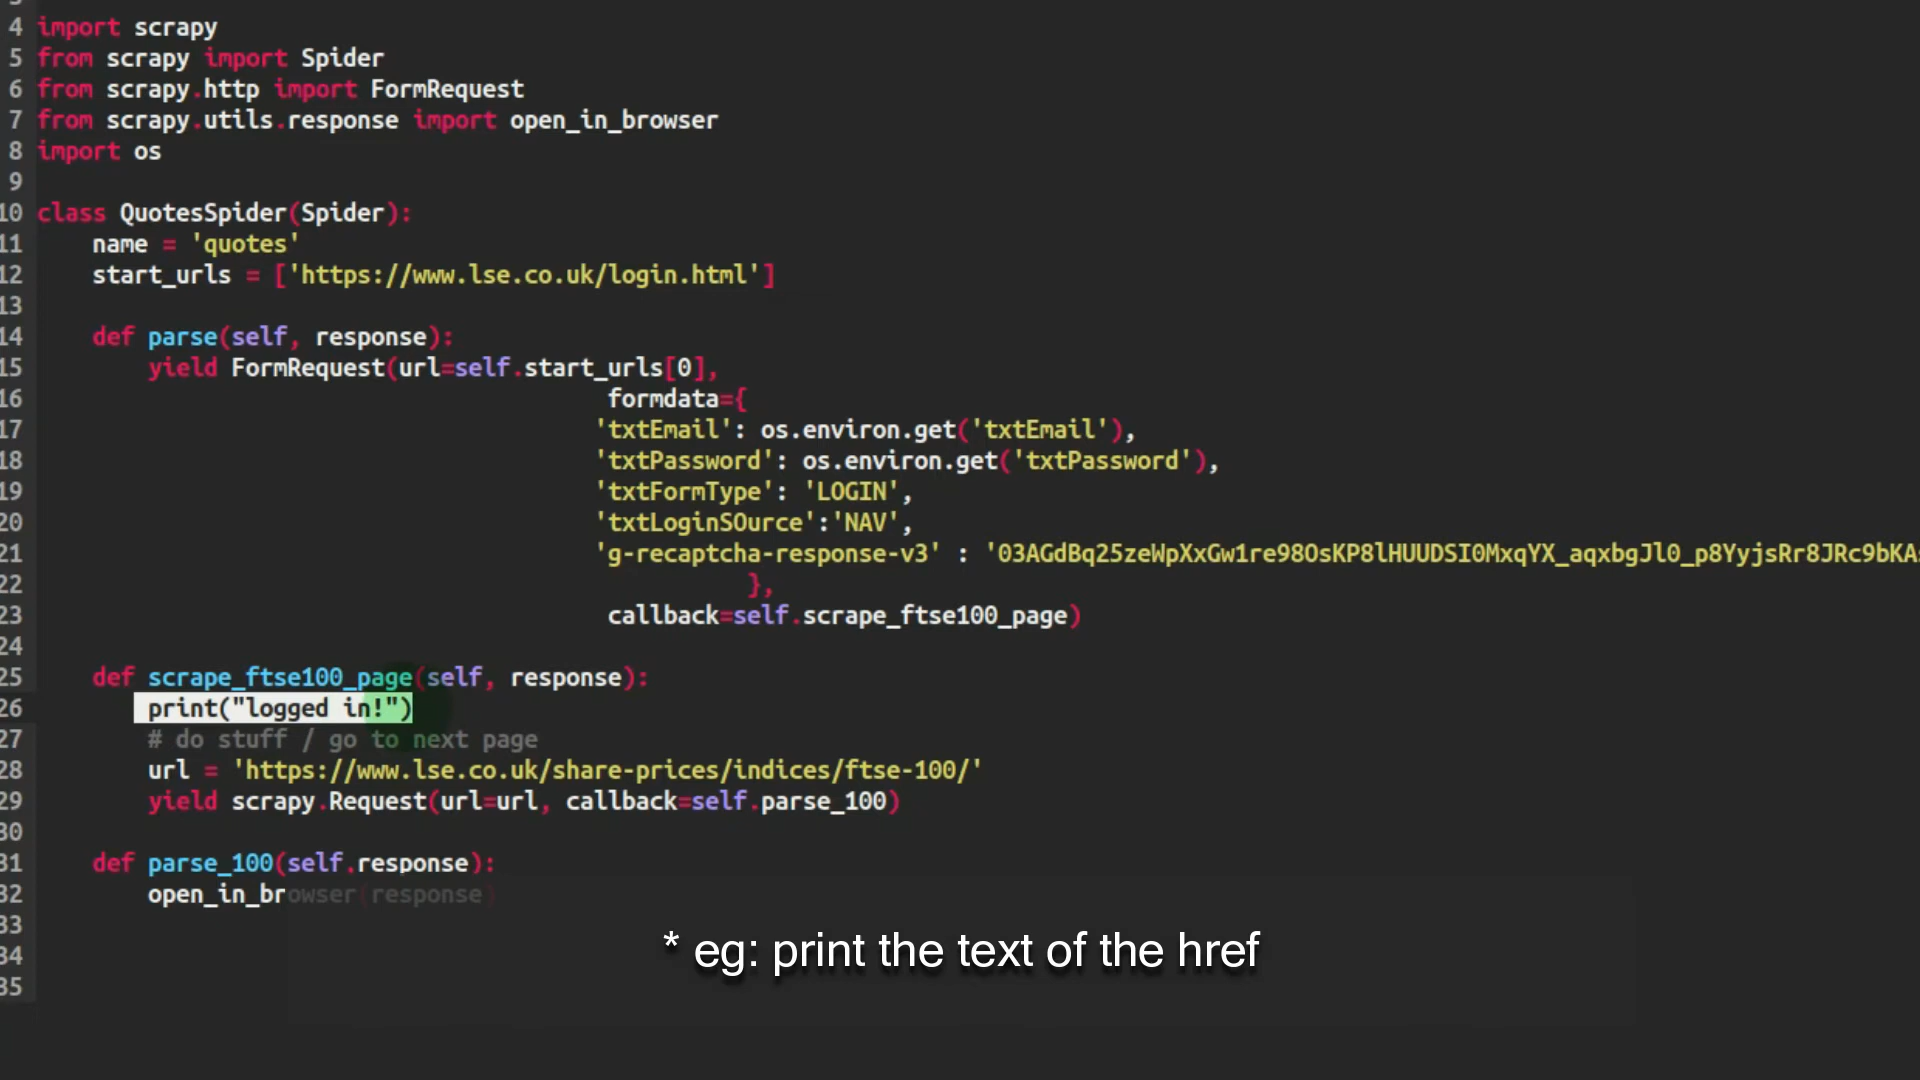 4 import scrapy
5 from scrapy import Spider
6 from scrapy.http import FormRequest
7 from scrapy.utils.response import open_in_browser
8 import os
9
10 class QuotesSpider(Spider):
11 name = 'quotes'
12 start_urls = ['https://www.lse.co.uk/login.html']
13
14 def parse(self, response):
15 yield FormRequest(url=self.start_urls[0],
16 formdata={
17 'txtEmail': os.environ.get('txtEmail'),
18 'txtPassword': os.environ.get('txtPassword'),
19 'txtFormType': 'LOGIN',
20 'txtLoginSOurce':'NAV',
21 'g-recaptcha-response-v3' : '03AGdBq25zeWpXxGw1re98OsKP8lHUUDSI0MxqYX_aqxbgJl0_p8YyjsRr8JRc9bKA
22 },
23 callback=self.scrape_ftse100_page)
24
25 def scrape_ftse100_page(self, response):
26 print("logged in!")
27 # do stuff / go to next page
28 url = 'https://www.lse.co.uk/share-prices/indices/ftse-100/'
29 yield scrapy.Request(url=url, callback=self.parse_100)
30
31 def parse_100(self.response):
32 open_in_browser(response)
33
34
35
* eg: print the text of the href